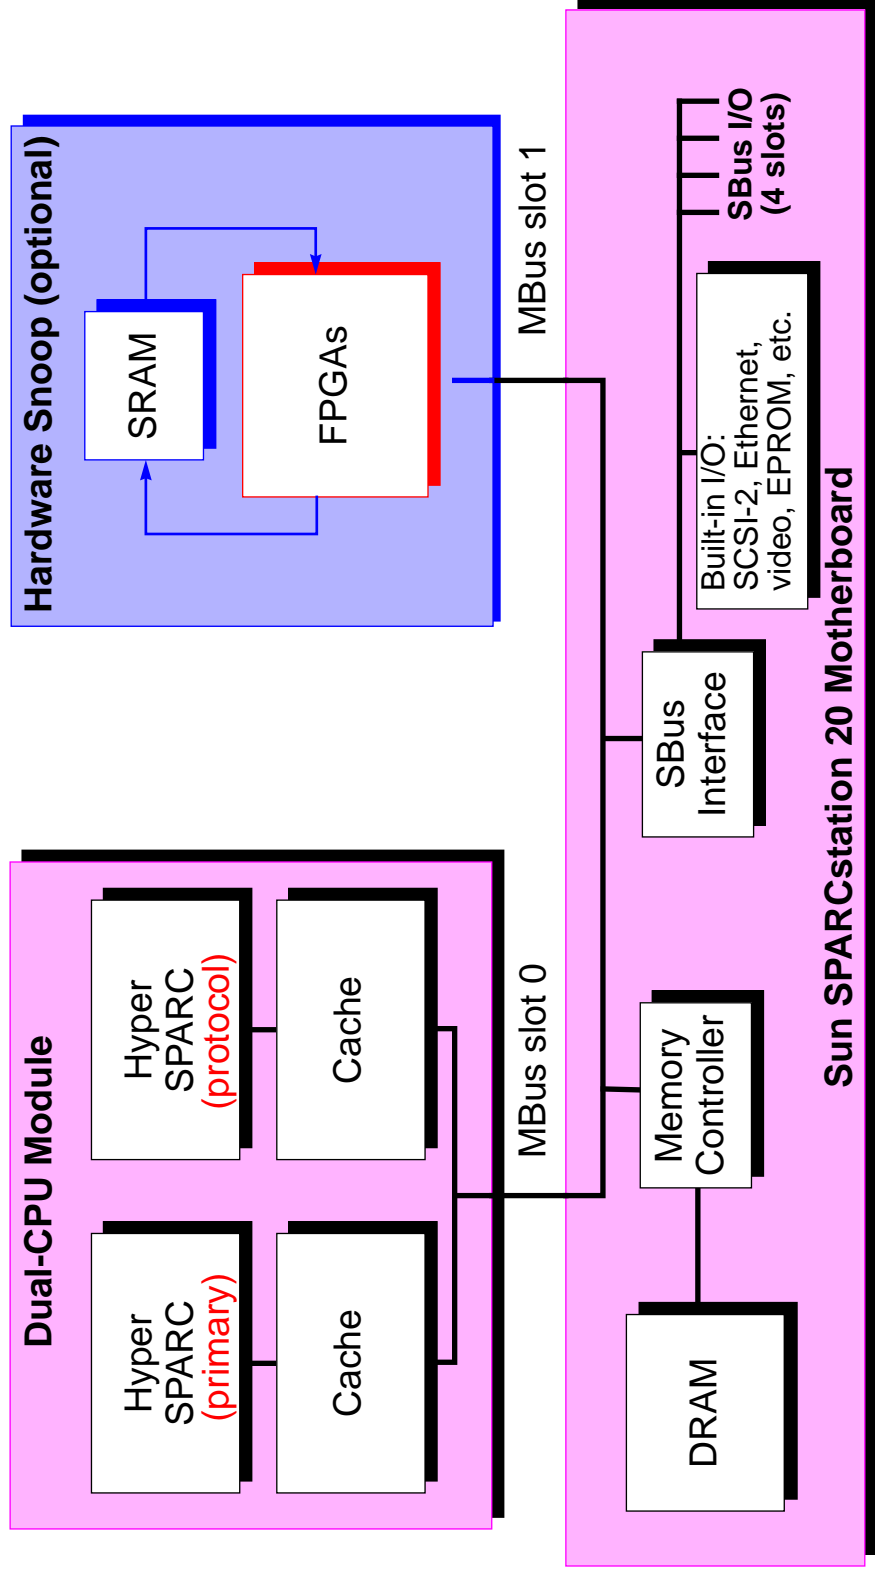 Dual-CPU Module
Hyper
SPARC
(primary)
Cache
Hyper
SPARC
(protocol)
Cache
MBus slot 0
Hardware Snoop (optional)
SRAM
FPGAs
MBus slot 1
DRAM
Memory
Controller
SBus
Interface
Built-in I/O:
SCSI-2, Ethernet,
video, EPROM, etc.
SBus I/O
(4 slots)
Sun SPARCstation 20 Motherboard